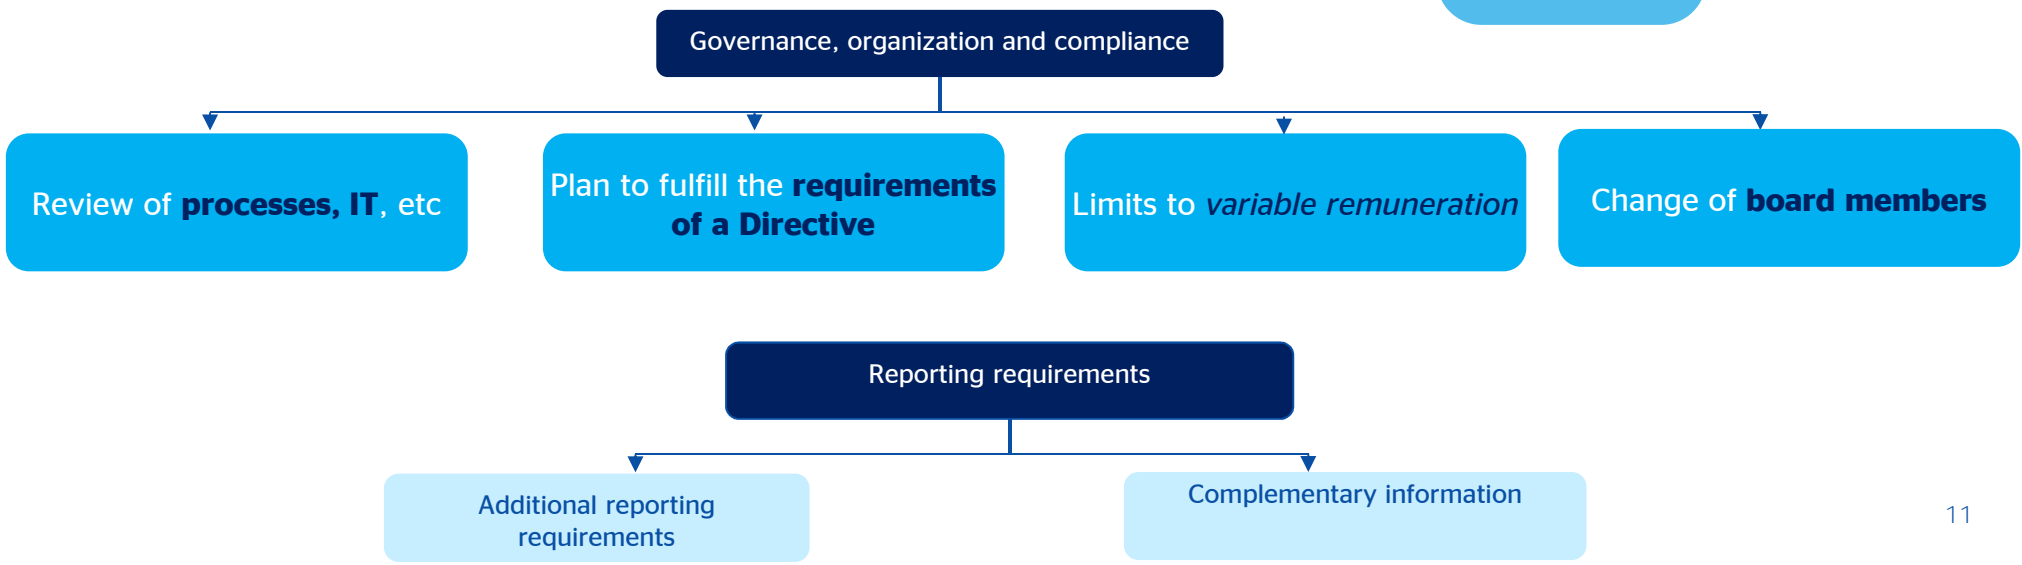 Governance, organization and compliance
Review of processes, IT, etc
Plan to fulfill the requirements
of a Directive
Limits to variable remuneration
Change of board members
Reporting requirements
Additional reporting
requirements
Complementary information
11